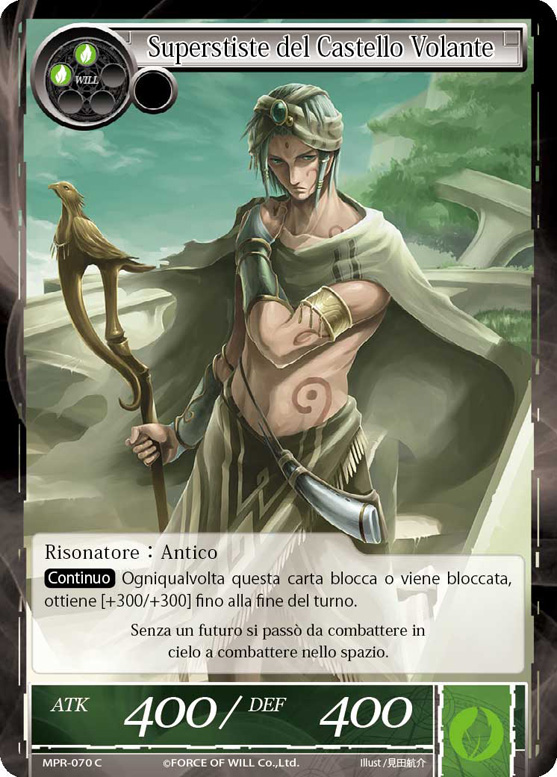 Superstiste del Castello Volante
WILL
Risonatore : Antico
Continuo Ogniqualvolta questa carta blocca o viene bloccata,
ottiene [+300/+300] fino alla fine del turno.
Senza un futuro si passò da combattere in
cielo a combattere nello spazio.
ATK 400 / DEF 400
MPR-070 C ©FORCE OF WILL Co.,Ltd. Illust /見田航介